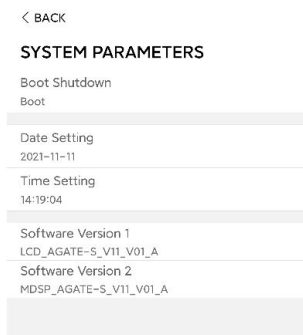 < BACK
SYSTEM PARAMETERS
Boot Shutdown
Boot
Date Setting
2021-11-11
Time Setting
14:19:04
Software Version 1
LCD_AGATE-S_V11_V01_A
Software Version 2
MDSP_AGATE-S_V11_V01_A